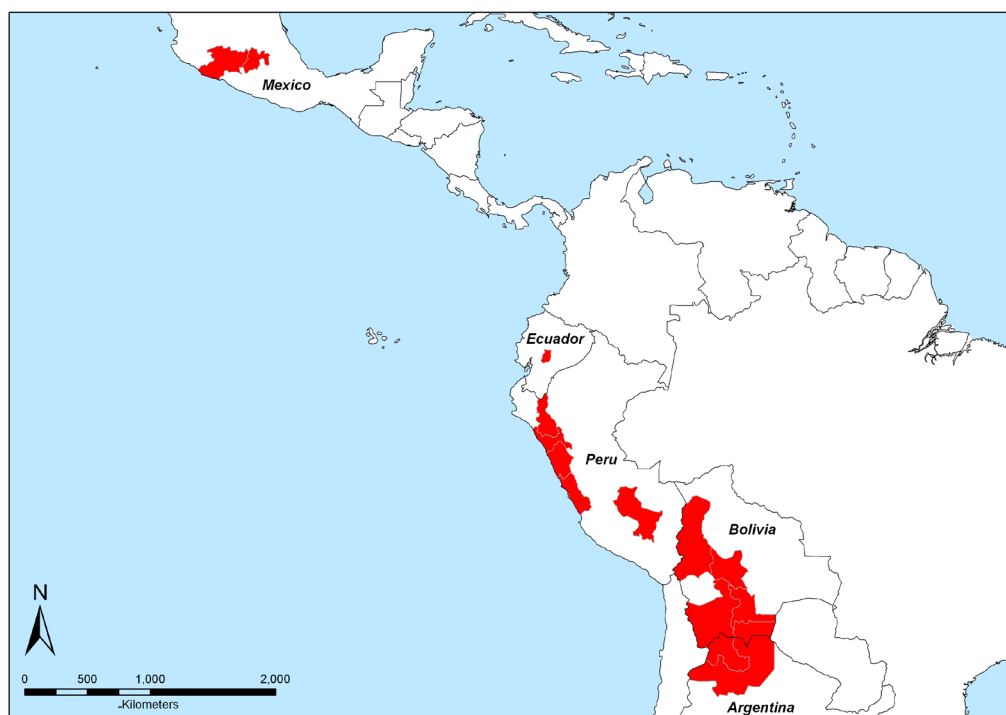 Mexico
Ecuador
Peru
Bolivia
N
0 500 1,000 2,000
Kilometers
Argentina